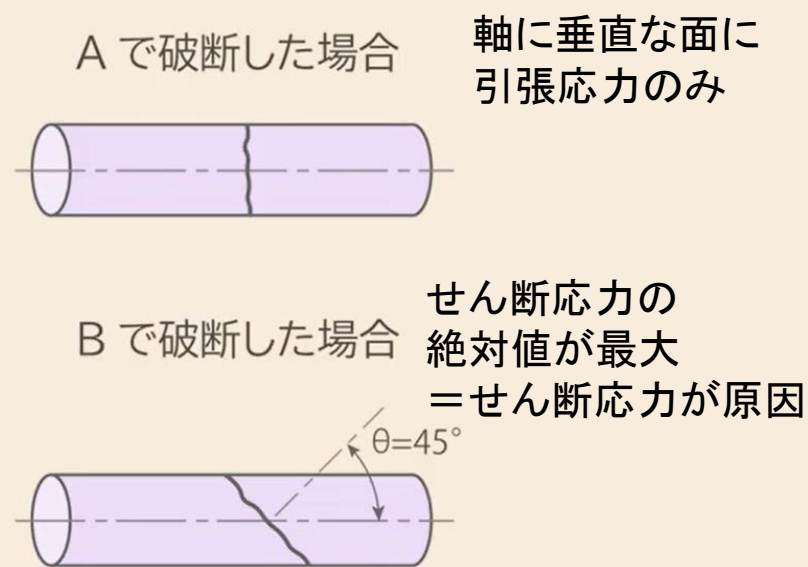 A で破断した場合
軸に垂直な面に
引張応力のみ
B で破断した場合
せん断応力の
絶対値が最大
＝せん断応力が原因
θ=45°